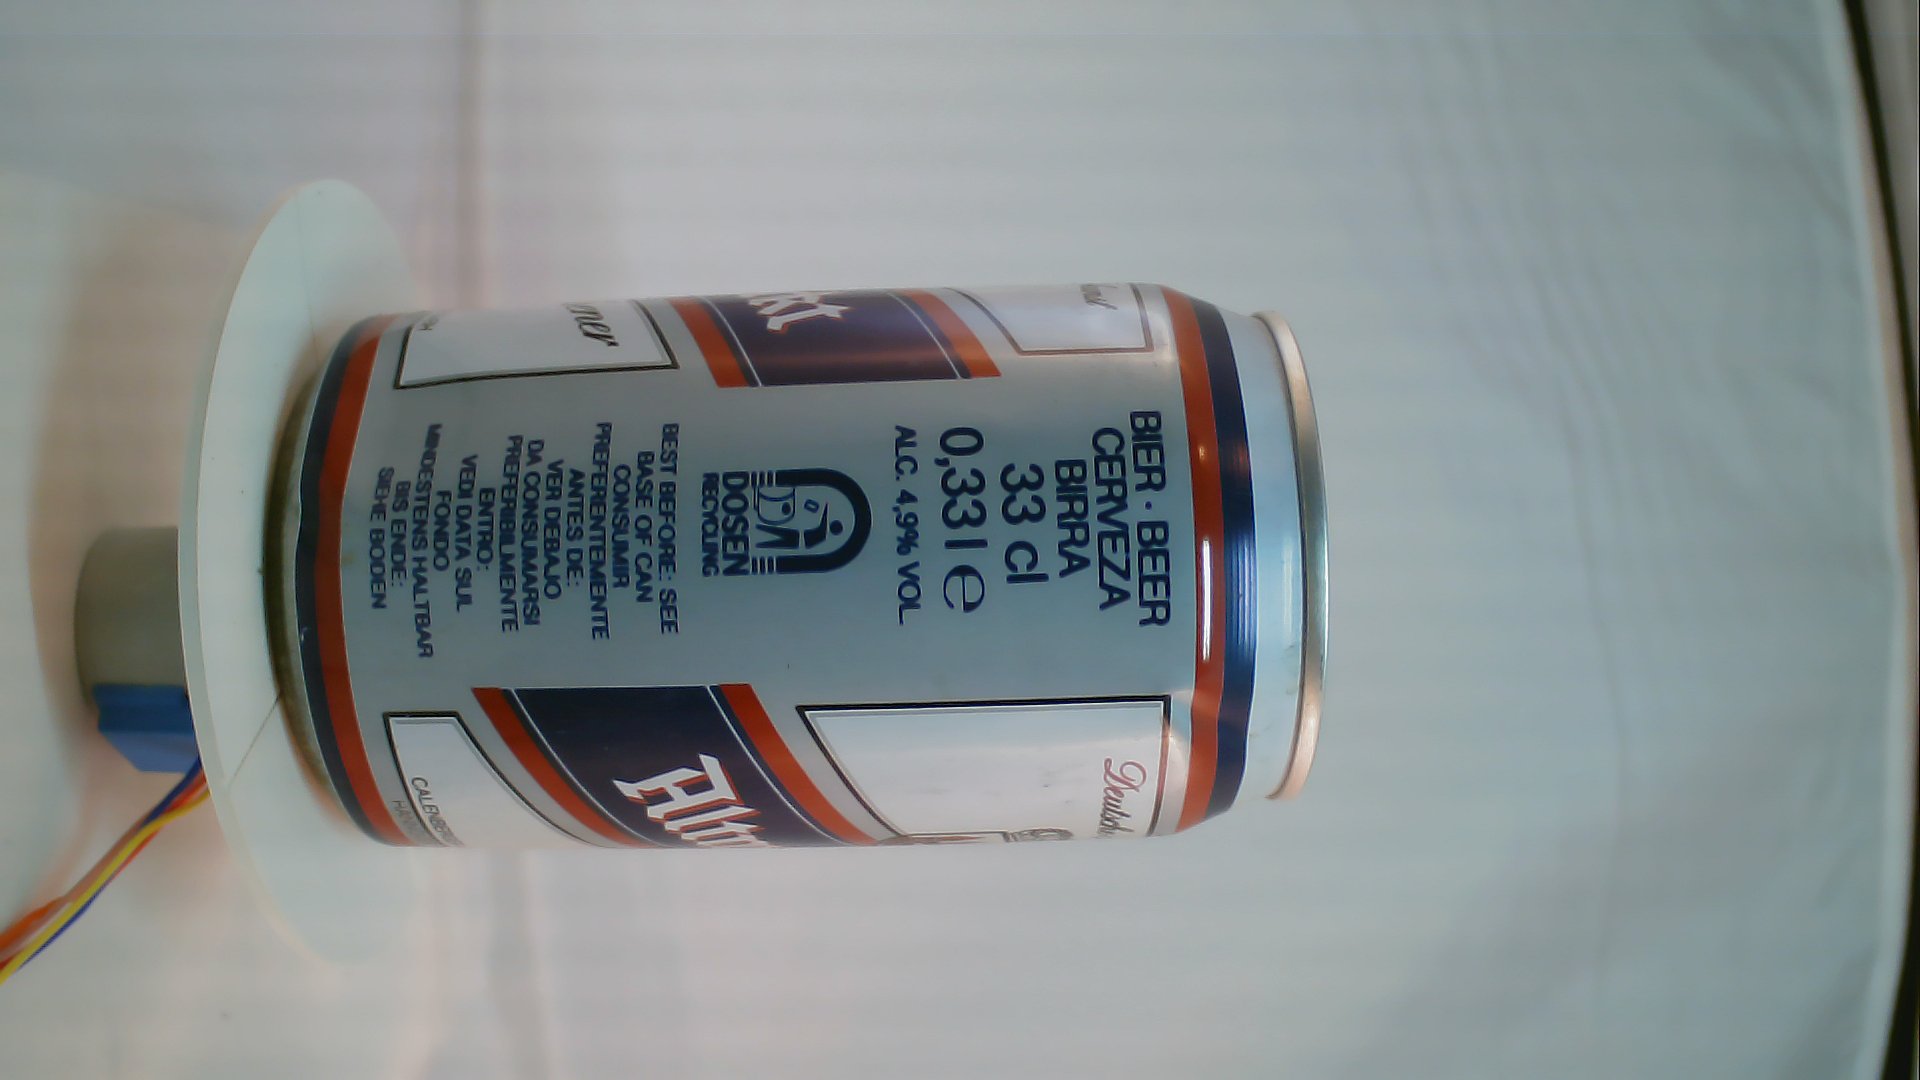 BIER · BEER
CERVEZA
BIRRA
33 cl
0,33 l e
ALC. 4,9% VOL
DOSEN
RECYCLING
BEST BEFORE: SEE
BASE OF CAN
CONSUMIR
PREFERENTEMENTE
ANTES DE:
VER DEBAJO
DA CONSUMARSI
PREFERIBILMENTE
ENTRO:
VEDI DATA SUL
FONDO
MINDESTENS HALTBAR
BIS ENDE:
SIEHE BODEN